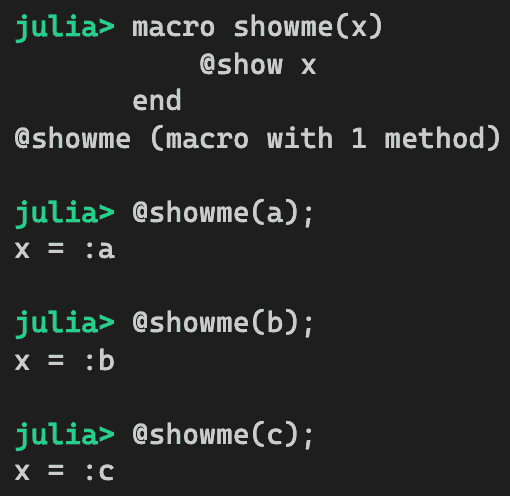 julia> macro showme(x)
           @show x
       end
@showme (macro with 1 method)

julia> @showme(a);
x = :a

julia> @showme(b);
x = :b

julia> @showme(c);
x = :c